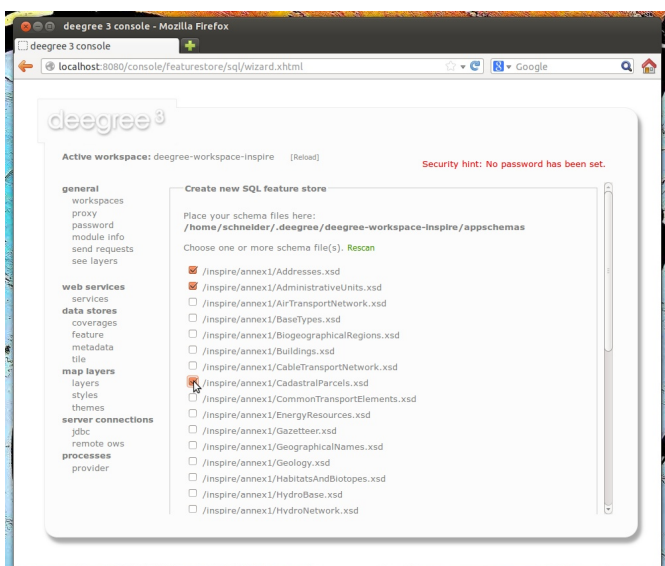 deegree 3 console - Mozilla Firefox
deegree 3 console
localhost:8080/console/featurestore/sql/wizard.xhtml
Google
deegree 3
Active workspace: deegree-workspace-inspire [Reload]
Security hint: No password has been set.
general
workspaces
proxy
password
module info
send requests
see layers
web services
services
data stores
coverages
feature
metadata
tile
map layers
layers
styles
themes
server connections
jdbc
remote ows
processes
provider
Create new SQL feature store
Place your schema files here:
/home/schneider/.deegree/deegree-workspace-inspire/appschemas
Choose one or more schema file(s). Rescan
/inspire/annex1/Addresses.xsd
/inspire/annex1/AdministrativeUnits.xsd
/inspire/annex1/AirTransportNetwork.xsd
/inspire/annex1/BaseTypes.xsd
/inspire/annex1/BiogeographicalRegions.xsd
/inspire/annex1/Buildings.xsd
/inspire/annex1/CableTransportNetwork.xsd
/inspire/annex1/CadastralParcels.xsd
/inspire/annex1/CommonTransportElements.xsd
/inspire/annex1/EnergyResources.xsd
/inspire/annex1/Gazetteer.xsd
/inspire/annex1/GeographicalNames.xsd
/inspire/annex1/Geology.xsd
/inspire/annex1/HabitatsAndBiotopes.xsd
/inspire/annex1/HydroBase.xsd
/inspire/annex1/HydroNetwork.xsd